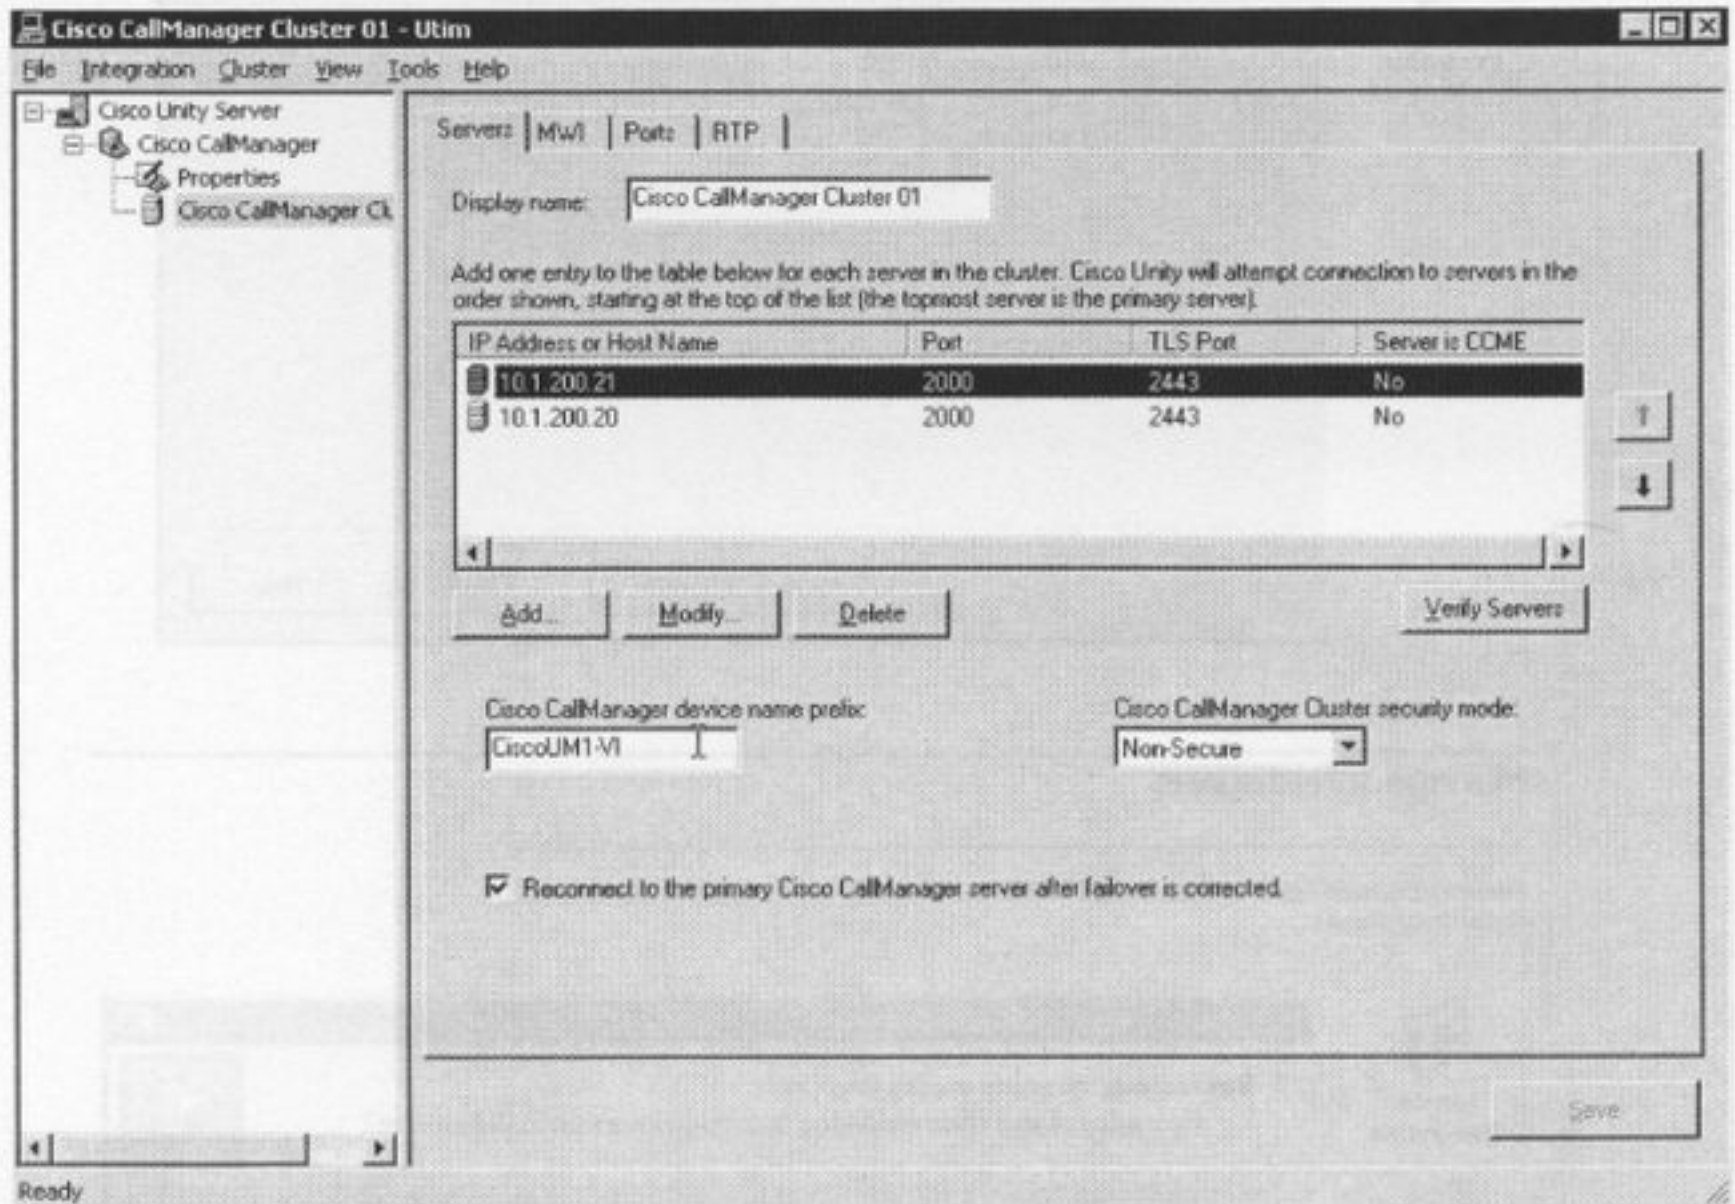 Cisco CallManager Cluster 01 - Utim
File Integration Cluster View Tools Help
Cisco Unity Server
Cisco CallManager
Properties
Cisco CallManager CL
Servers MWI Ports RTP
Display name: Cisco CallManager Cluster 01
Add one entry to the table below for each server in the cluster. Cisco Unity will attempt connection to servers in the
order shown, starting at the top of the list (the topmost server is the primary server).
IP Address or Host Name Port TLS Port Server is CCME
10.1.200.21 2000 2443 No
10.1.200.20 2000 2443 No
Add... Modify... Delete Verify Servers
Cisco CallManager device name prefix: Cisco CallManager Cluster security mode:
CiscoUM1-VI Non-Secure
Reconnect to the primary Cisco CallManager server after failover is corrected.
Save
Ready